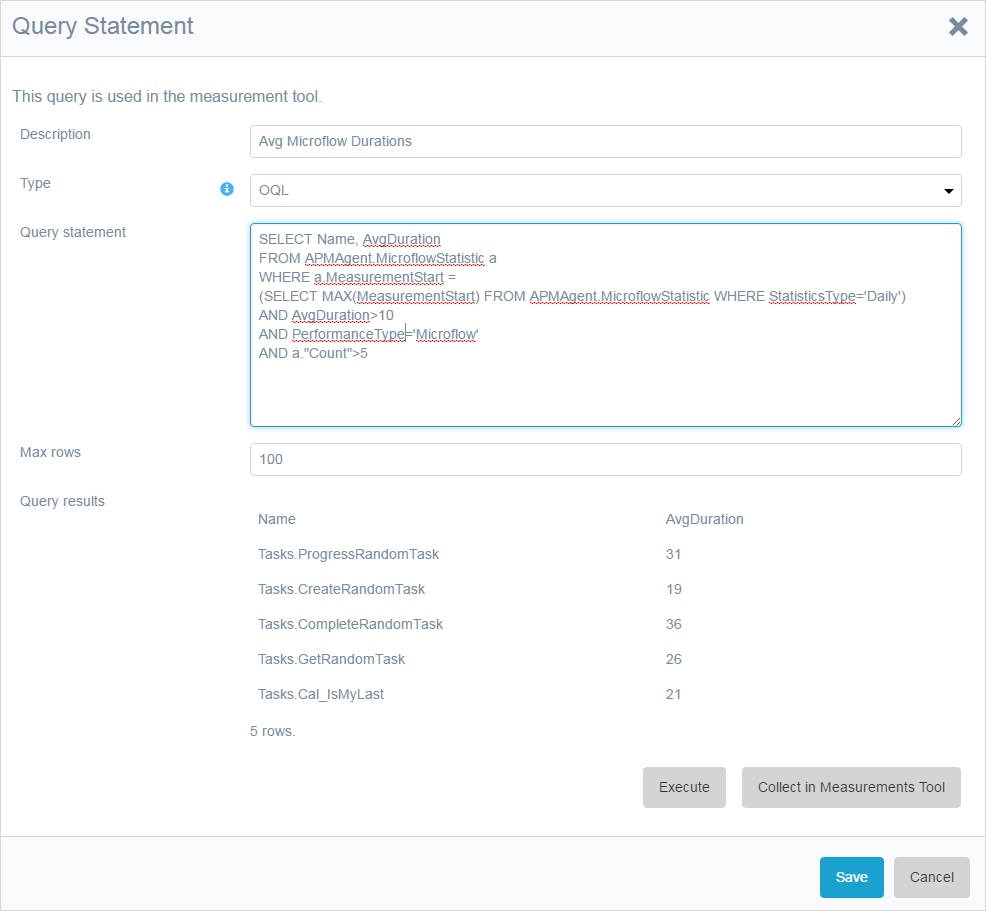 Query Statement
This query is used in the measurement tool.
Description
Avg Microflow Durations
Type
OQL
Query statement
SELECT Name, AvgDuration
FROM APMAgent.MicroflowStatistic a
WHERE a.MeasurementStart =
(SELECT MAX(MeasurementStart) FROM APMAgent.MicroflowStatistic WHERE StatisticsType='Daily')
AND AvgDuration>10
AND PerformanceType='Microflow'
AND a."Count">5
Max rows
100
Query results
Name AvgDuration
Tasks.ProgressRandomTask 31
Tasks.CreateRandomTask 19
Tasks.CompleteRandomTask 36
Tasks.GetRandomTask 26
Tasks.Cal_IsMyLast 21
5 rows.
Execute Collect in Measurements Tool
Save Cancel